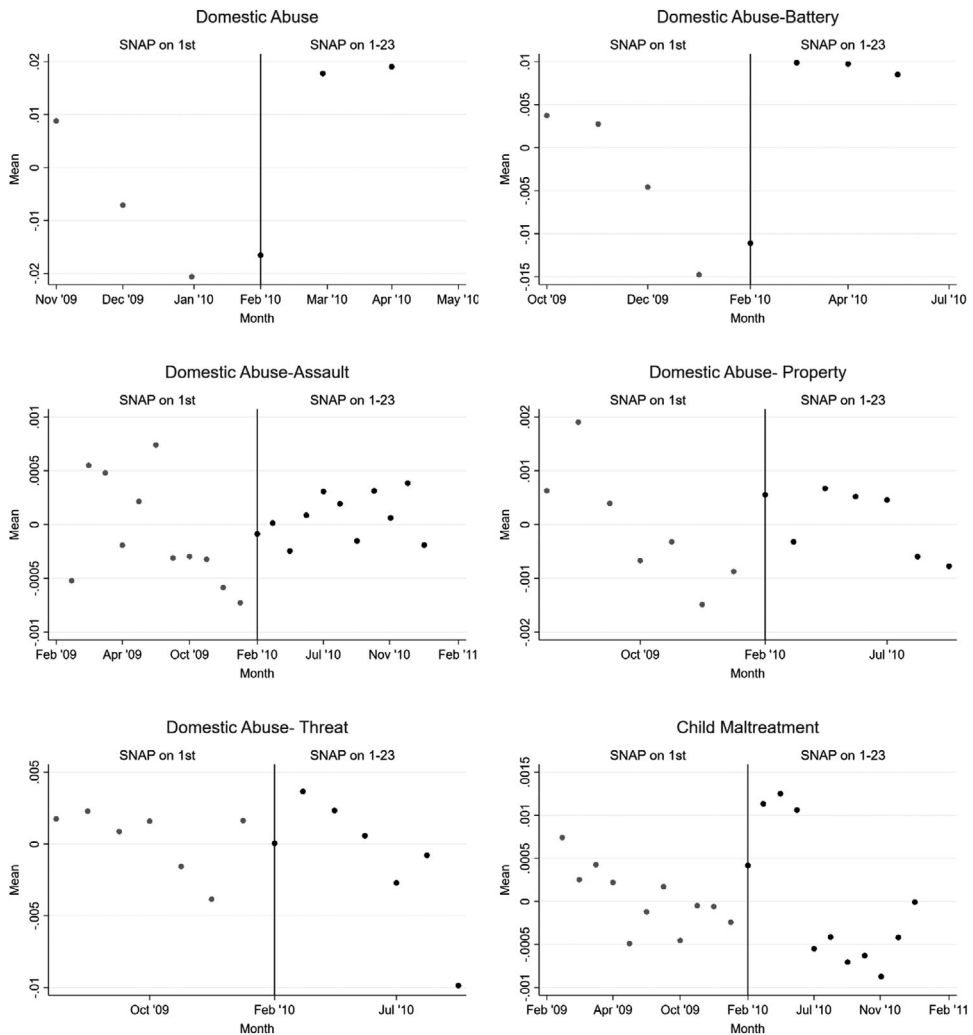 Domestic Abuse
SNAP on 1st SNAP on 1-23
.02
.01
0
-.01
-.02
Mean
Nov '09 Dec '09 Jan '10 Feb '10 Mar '10 Apr '10 May '10
Month
Domestic Abuse-Battery
SNAP on 1st SNAP on 1-23
.01
.005
0
-.005
-.01
-.015
Mean
Oct '09 Dec '09 Feb '10 Apr '10 Jul '10
Month
Domestic Abuse-Assault
SNAP on 1st SNAP on 1-23
.001
.0005
0
-.0005
-.001
Mean
Feb '09 Apr '09 Oct '09 Feb '10 Jul '10 Nov '10 Feb '11
Month
Domestic Abuse- Property
SNAP on 1st SNAP on 1-23
.002
.001
0
-.001
-.002
Mean
Oct '09 Feb '10 Jul '10
Month
Domestic Abuse- Threat
SNAP on 1st SNAP on 1-23
.005
0
-.005
-.01
Mean
Oct '09 Feb '10 Jul '10
Month
Child Maltreatment
SNAP on 1st SNAP on 1-23
.0015
.001
.0005
0
-.0005
-.001
Mean
Feb '09 Apr '09 Oct '09 Feb '10 Jul '10 Nov '10 Feb '11
Month